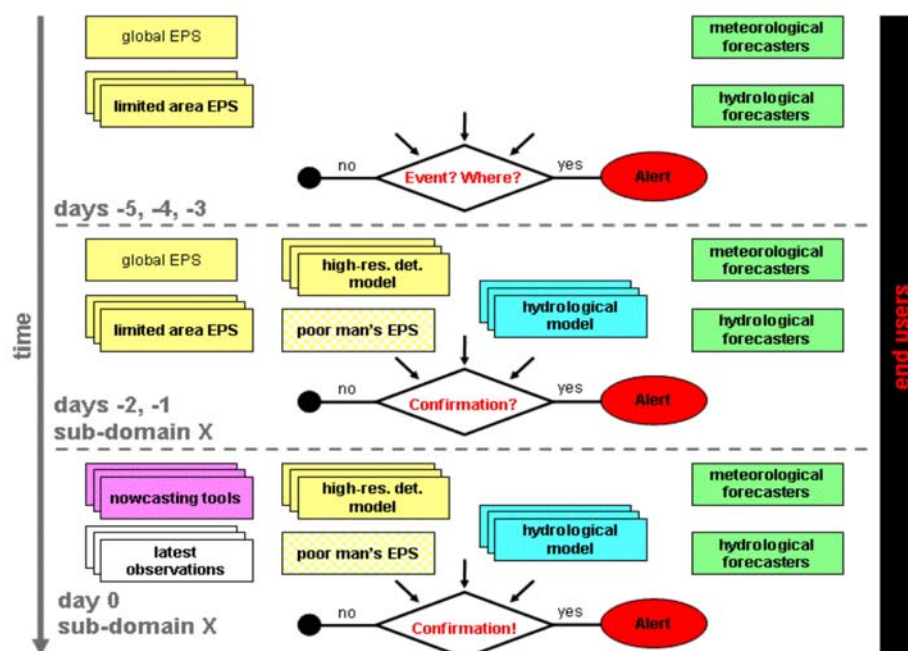 global EPS
meteorological
forecasters
limited area EPS
hydrological
forecasters
no
Event? Where?
yes
Alert
days -5, -4, -3
global EPS
high-res. det.
model
meteorological
forecasters
limited area EPS
poor man's EPS
hydrological
model
hydrological
forecasters
no
Confirmation?
yes
Alert
days -2, -1
sub-domain X
nowcasting tools
high-res. det.
model
meteorological
forecasters
latest
observations
poor man's EPS
hydrological
model
hydrological
forecasters
no
Confirmation!
yes
Alert
day 0
sub-domain X
time
end users